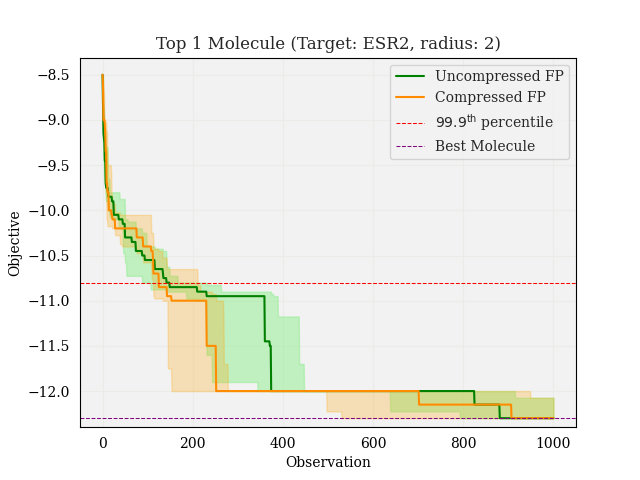 Top 1 Molecule (Target: ESR2, radius: 2)
Uncompressed FP
Compressed FP
99.9th percentile
Best Molecule
Objective
−8.5
−9.0
−9.5
−10.0
−10.5
−11.0
−11.5
−12.0
0 200 400 600 800 1000
Observation